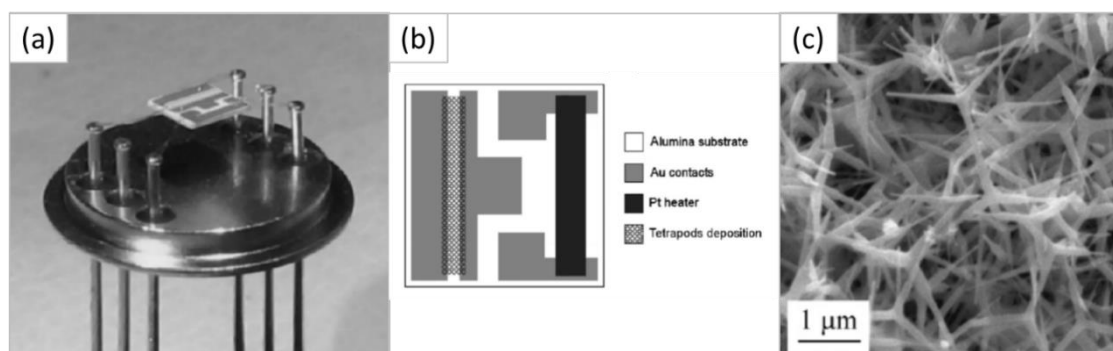 (a)
(b)
Alumina substrate
Au contacts
Pt heater
Tetrapods deposition
(c)
1 μm